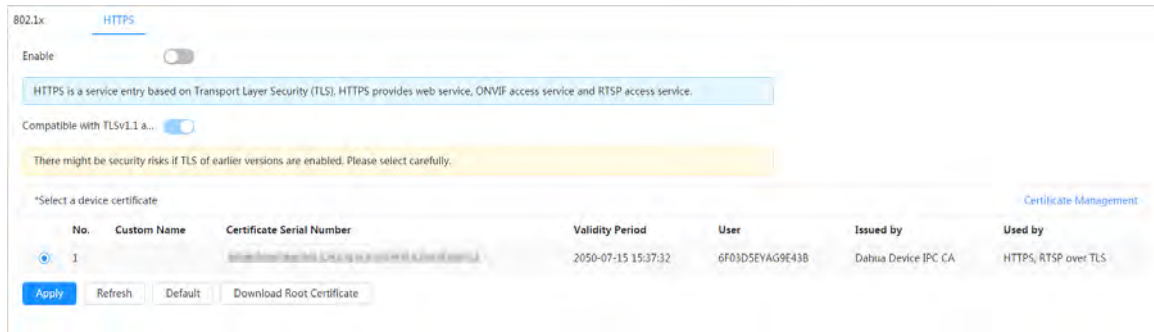 802.1x HTTPS
Enable
HTTPS is a service entry based on Transport Layer Security (TLS). HTTPS provides web service, ONVIF access service and RTSP access service.
Compatible with TLSv1.1 a...
There might be security risks if TLS of earlier versions are enabled. Please select carefully.
*Select a device certificate Certificate Management
No. Custom Name Certificate Serial Number Validity Period User Issued by Used by
1 2050-07-15 15:37:32 6F03D5EYAG9E43B Dahua Device IPC CA HTTPS, RTSP over TLS
Apply Refresh Default Download Root Certificate